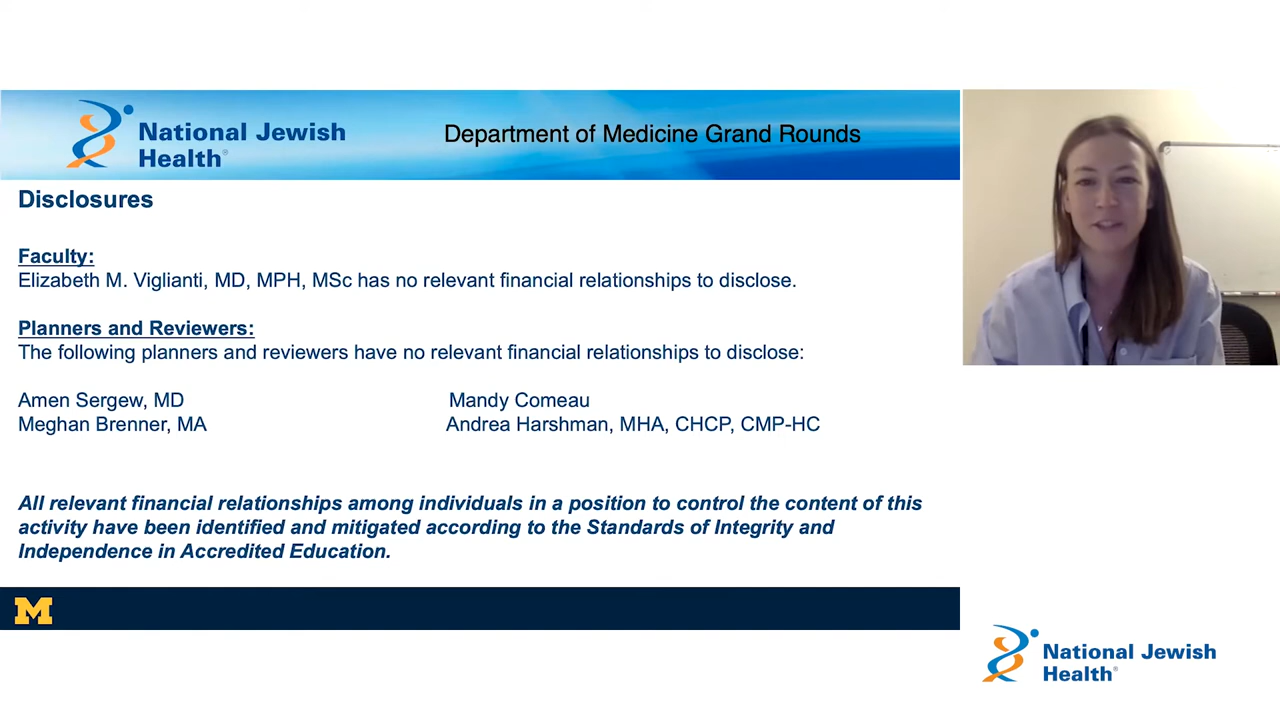 National Jewish
Health®
Department of Medicine Grand Rounds
Disclosures
Faculty:
Elizabeth M. Viglianti, MD, MPH, MSc has no relevant financial relationships to disclose.
Planners and Reviewers:
The following planners and reviewers have no relevant financial relationships to disclose:
Amen Sergew, MD
Mandy Comeau
Meghan Brenner, MA
Andrea Harshman, MHA, CHCP, CMP-HC
All relevant financial relationships among individuals in a position to control the content of this
activity have been identified and mitigated according to the Standards of Integrity and
Independence in Accredited Education.
M
National Jewish
Health®